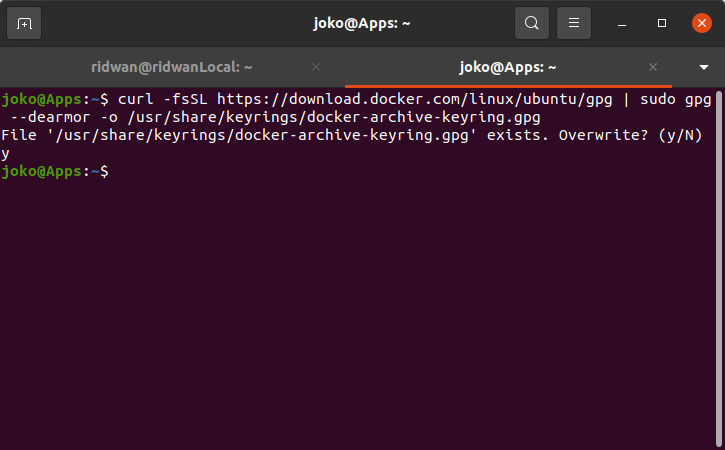 joko@Apps: ~
ridwan@ridwanLocal: ~
joko@Apps: ~
joko@Apps:~$ curl -fsSL https://download.docker.com/linux/ubuntu/gpg | sudo gpg
 --dearmor -o /usr/share/keyrings/docker-archive-keyring.gpg
File '/usr/share/keyrings/docker-archive-keyring.gpg' exists. Overwrite? (y/N)
y
joko@Apps:~$